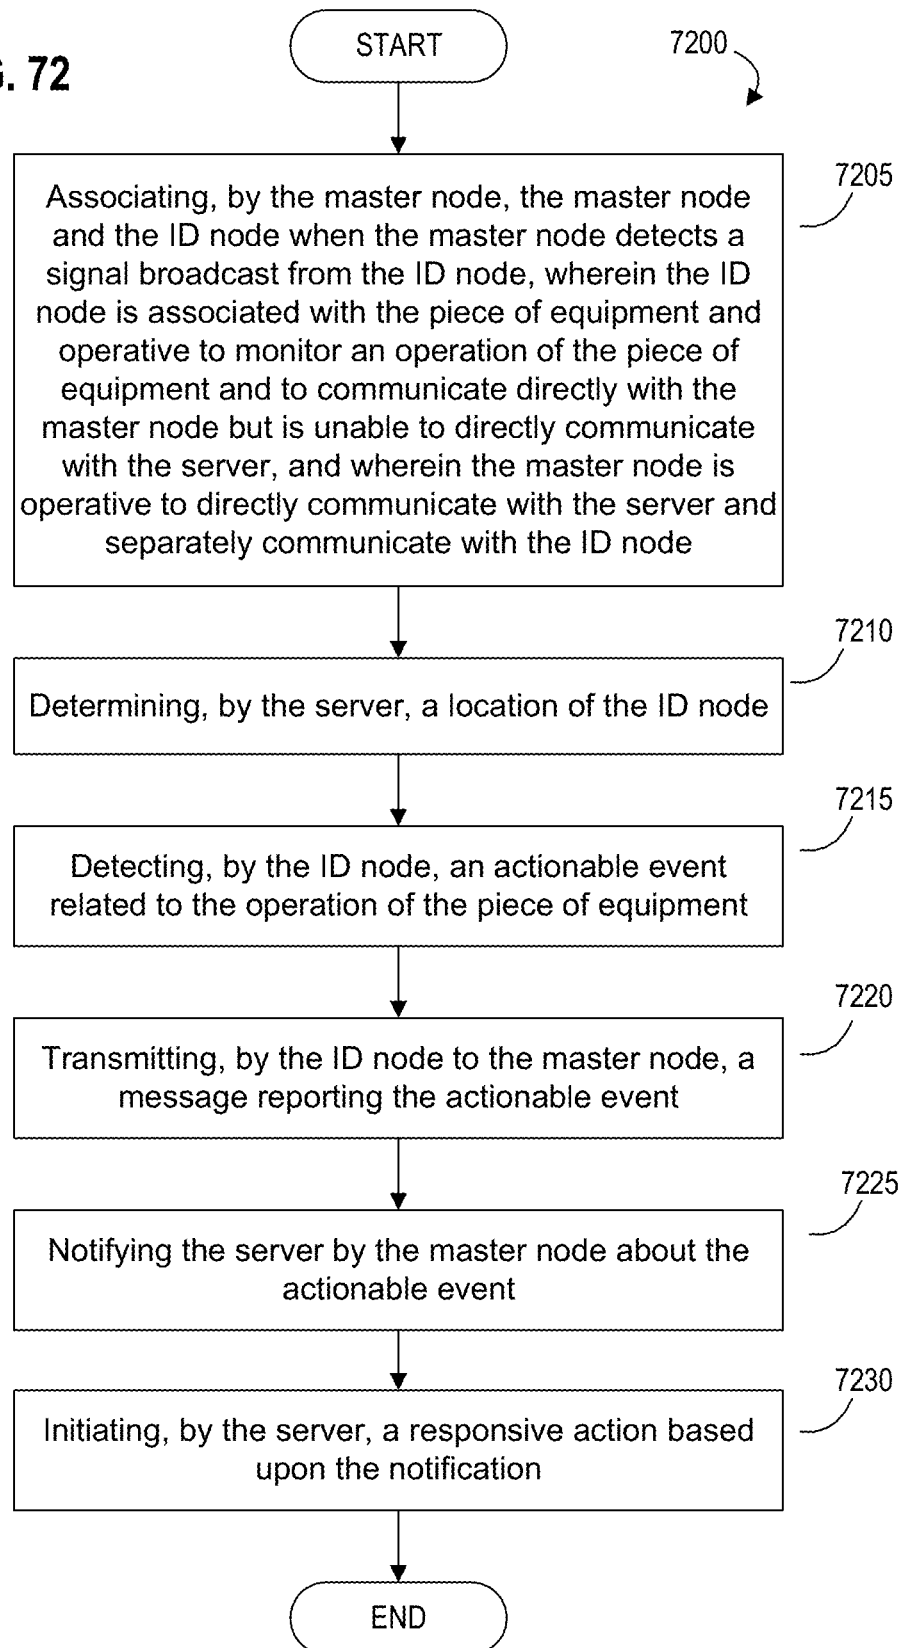 START
7200
. 72
7205
Associating, by the master node, the master node
and the ID node when the master node detects a
signal broadcast from the ID node, wherein the ID
node is associated with the piece of equipment and
operative to monitor an operation of the piece of
equipment and to communicate directly with the
master node but is unable to directly communicate
with the server, and wherein the master node is
operative to directly communicate with the server and
separately communicate with the ID node
7210
Determining, by the server, a location of the ID node
7215
Detecting, by the ID node, an actionable event
related to the operation of the piece of equipment
7220
Transmitting, by the ID node to the master node, a
message reporting the actionable event
7225
Notifying the server by the master node about the
actionable event
7230
Initiating, by the server, a responsive action based
upon the notification
END